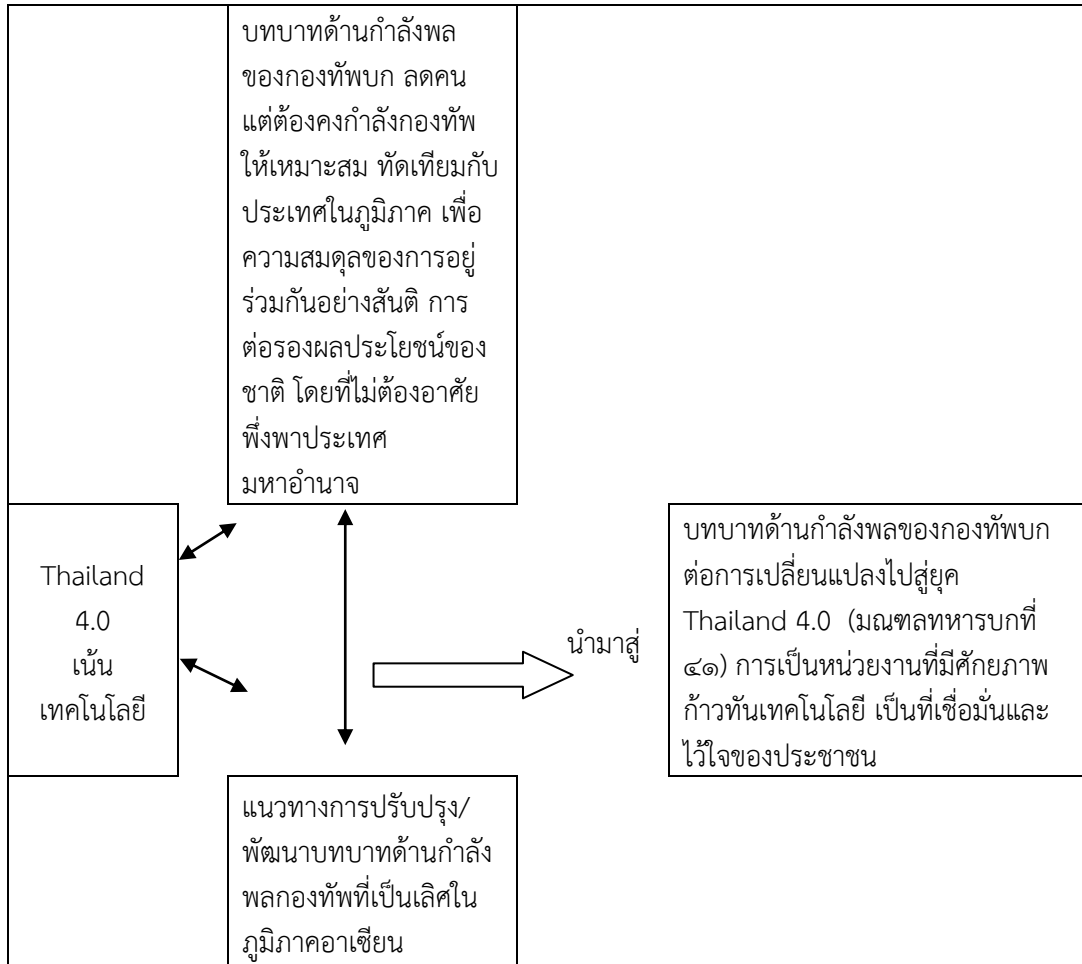 บทบาทด้านกำลังพล
ของกองทัพบก ลดคน
แต่ต้องคงกำลังกองทัพ
ให้เหมาะสม ทัดเทียมกับ
ประเทศในภูมิภาค เพื่อ
ความสมดุลของการอยู่
ร่วมกันอย่างสันติ การ
ต่อรองผลประโยชน์ของ
ชาติ โดยที่ไม่ต้องอาศัย
พึ่งพาประเทศ
มหาอำนาจ
Thailand
4.0
เน้น
เทคโนโลยี
นำมาสู่
บทบาทด้านกำลังพลของกองทัพบก
ต่อการเปลี่ยนแปลงไปสู่ยุค
Thailand 4.0 (มณฑลทหารบกที่
๔๑) การเป็นหน่วยงานที่มีศักยภาพ
ก้าวทันเทคโนโลยี เป็นที่เชื่อมั่นและ
ไว้ใจของประชาชน
แนวทางการปรับปรุง/
พัฒนาบทบาทด้านกำลัง
พลกองทัพที่เป็นเลิศใน
ภูมิภาคอาเซียน